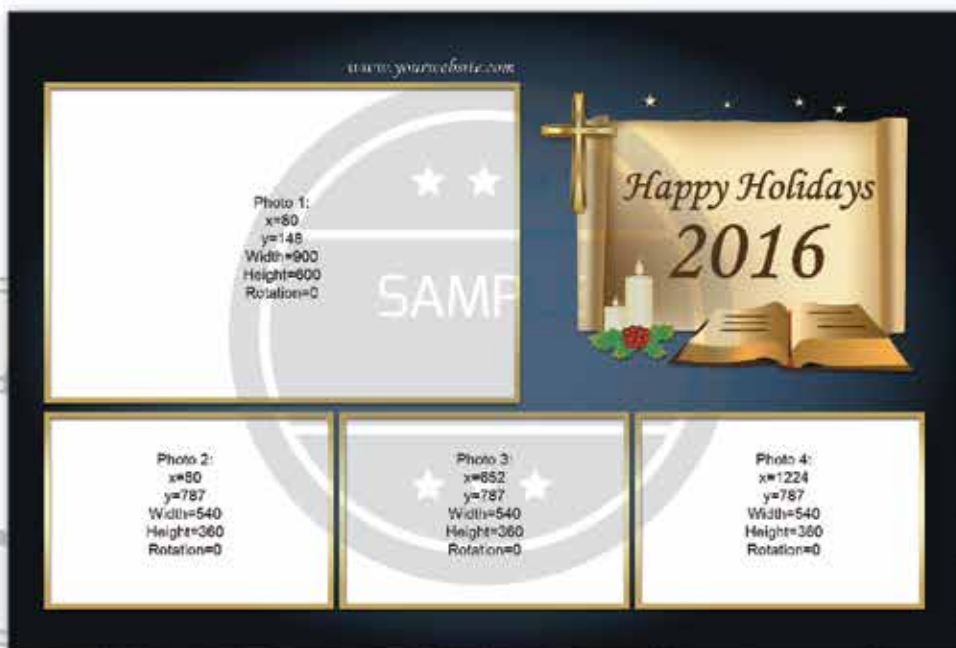 www.yourwebsite.com
Photo 1:
x=80
y=148
Width=900
Height=600
Rotation=0
SAMP
Happy Holidays
2016
Photo 2:
x=80
y=787
Width=540
Height=360
Rotation=0
Photo 3:
x=652
y=787
Width=540
Height=360
Rotation=0
Photo 4:
x=1224
y=787
Width=540
Height=360
Rotation=0